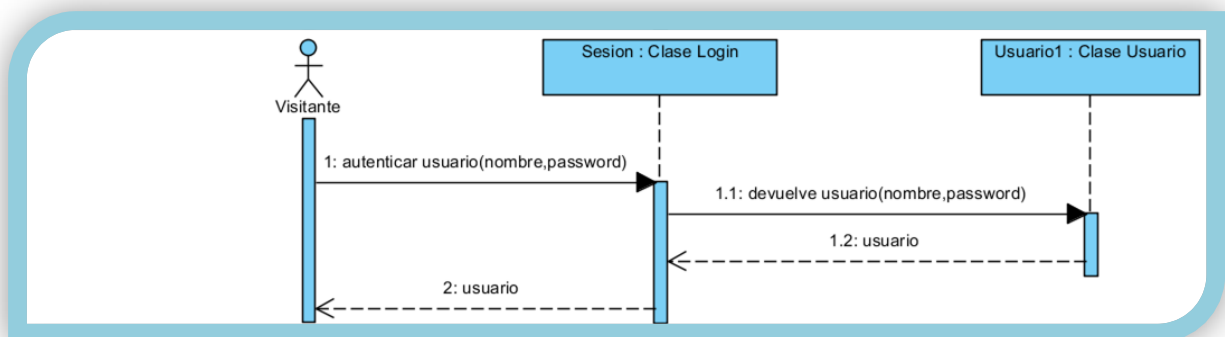 Sesion : Clase Login
Usuario1 : Clase Usuario
Visitante
1: autenticar usuario(nombre,password)
1.1: devuelve usuario(nombre,password)
1.2: usuario
2: usuario